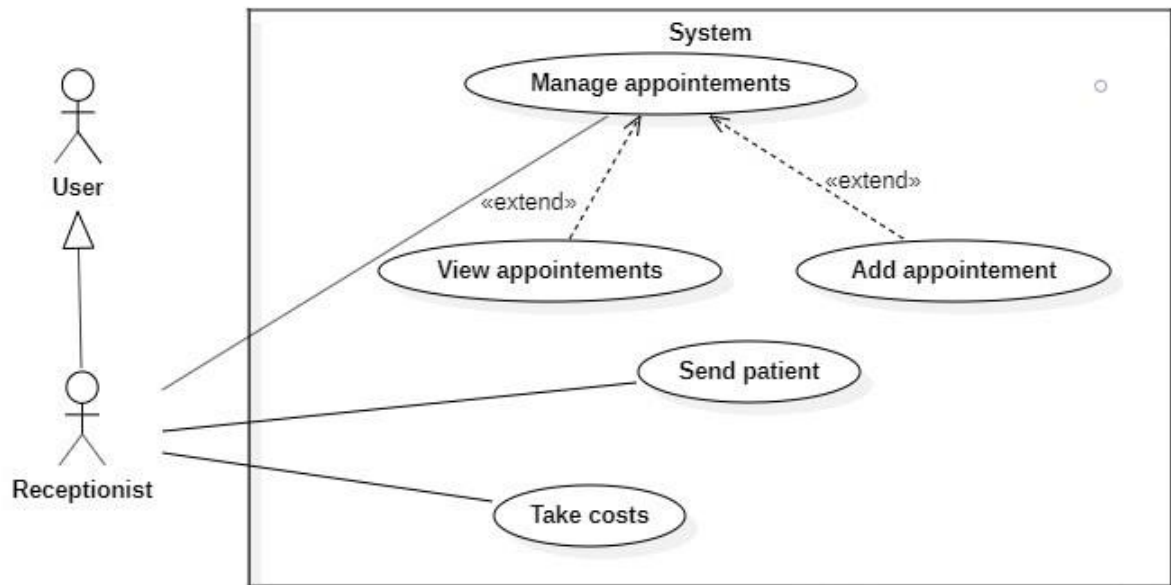 System
Manage appointements
User
«extend»
«extend»
View appointements
Add appointement
Send patient
Receptionist
Take costs